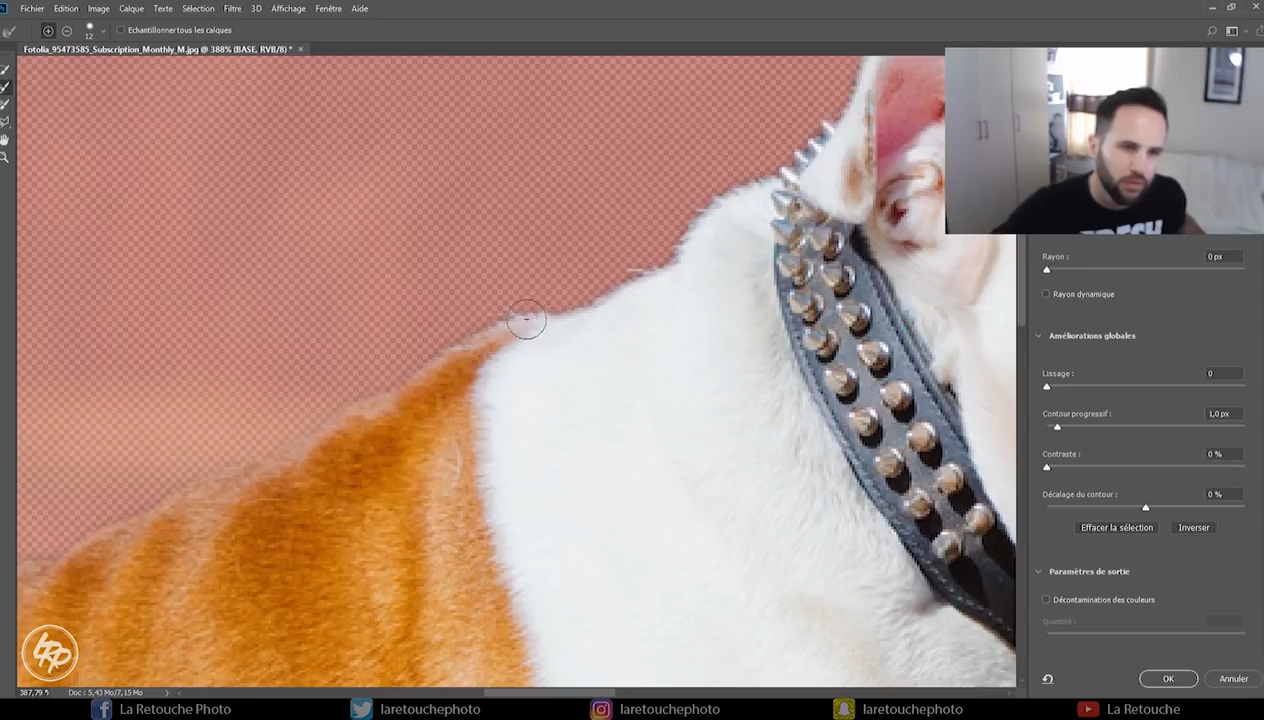 Fichier Edition Image Calque Texte Sélection Filtre 3D Affichage Fenêtre Aide
12 Echantillonner tous les calques
Fotolia_95473585_Subscription_Monthly_M.jpg @ 388% (BASE, RVB/8) *
FRESH
Rayon : 0 px
Rayon dynamique
Améliorations globales
Lissage : 0
Contour progressif : 1,0 px
Contraste : 0 %
Décalage du contour : 0 %
Effacer la sélection Inverser
Paramètres de sortie
Décontamination des couleurs
Quantité :
OK Annuler
LRP
387,79 % Doc : 5,43 Mo/7,15 Mo
La Retouche Photo laretouchephoto laretouchephoto laretouchephoto La Retouche